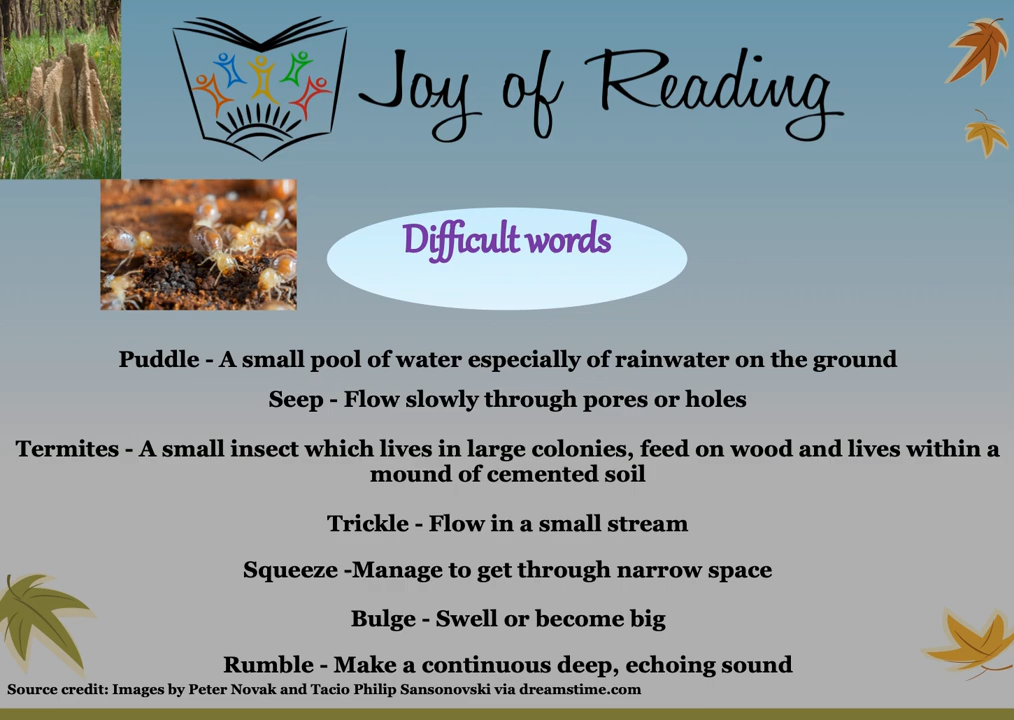 Joy of Reading
Difficult words
Puddle - A small pool of water especially of rainwater on the ground
Seep - Flow slowly through pores or holes
Termites - A small insect which lives in large colonies, feed on wood and lives within a
mound of cemented soil
Trickle - Flow in a small stream
Squeeze -Manage to get through narrow space
Bulge - Swell or become big
Rumble - Make a continuous deep, echoing sound
Source credit: Images by Peter Novak and Tacio Philip Sansonovski via dreamstime.com